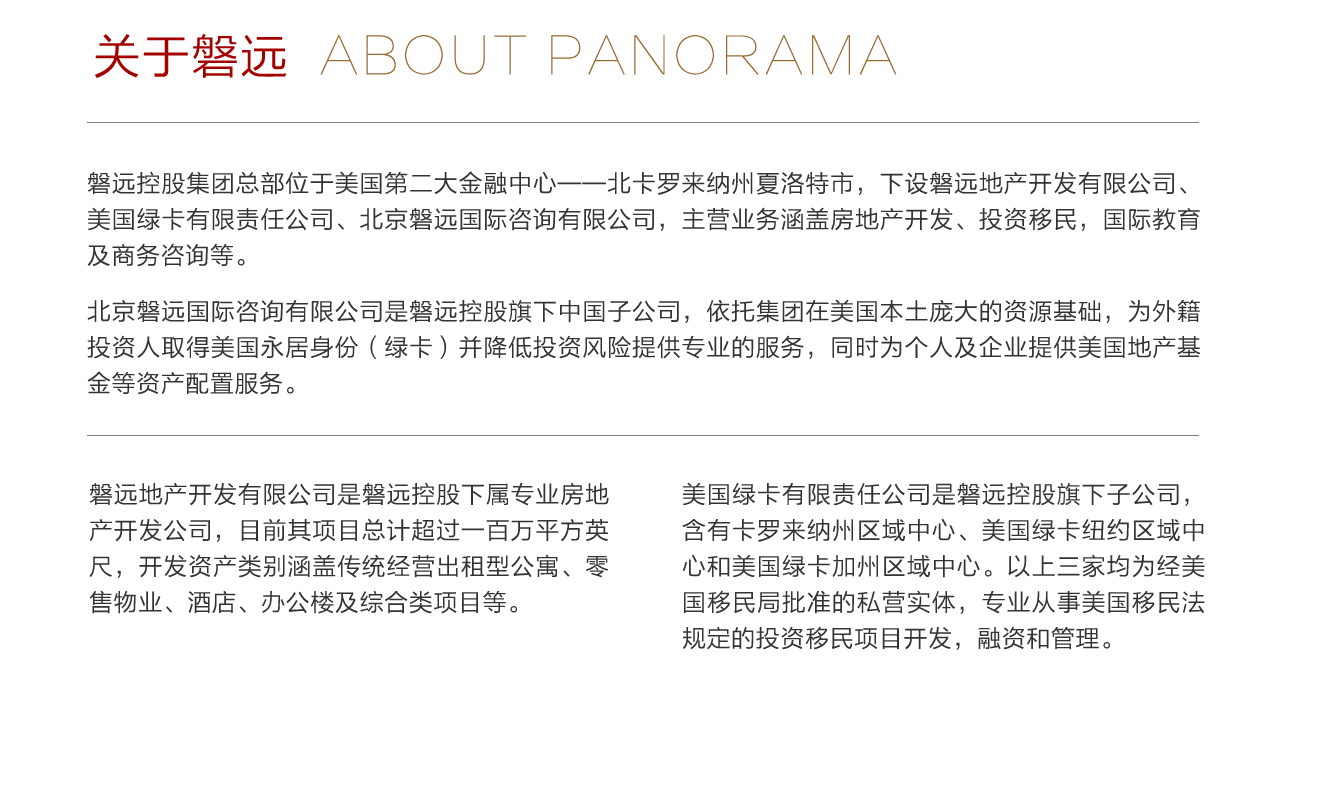 关于磐远 ABOUT PANORAMA
磐远控股集团总部位于美国第二大金融中心——北卡罗来纳州夏洛特市，下设磐远地产开发有限公司、
美国绿卡有限责任公司、北京磐远国际咨询有限公司，主营业务涵盖房地产开发、投资移民，国际教育
及商务咨询等。
北京磐远国际咨询有限公司是磐远控股旗下中国子公司，依托集团在美国本土庞大的资源基础，为外籍
投资人取得美国永居身份（绿卡）并降低投资风险提供专业的服务，同时为个人及企业提供美国地产基
金等资产配置服务。
磐远地产开发有限公司是磐远控股下属专业房地
产开发公司，目前其项目总计超过一百万平方英
尺，开发资产类别涵盖传统经营出租型公寓、零
售物业、酒店、办公楼及综合类项目等。
美国绿卡有限责任公司是磐远控股旗下子公司，
含有卡罗来纳州区域中心、美国绿卡纽约区域中
心和美国绿卡加州区域中心。以上三家均为经美
国移民局批准的私营实体，专业从事美国移民法
规定的投资移民项目开发，融资和管理。